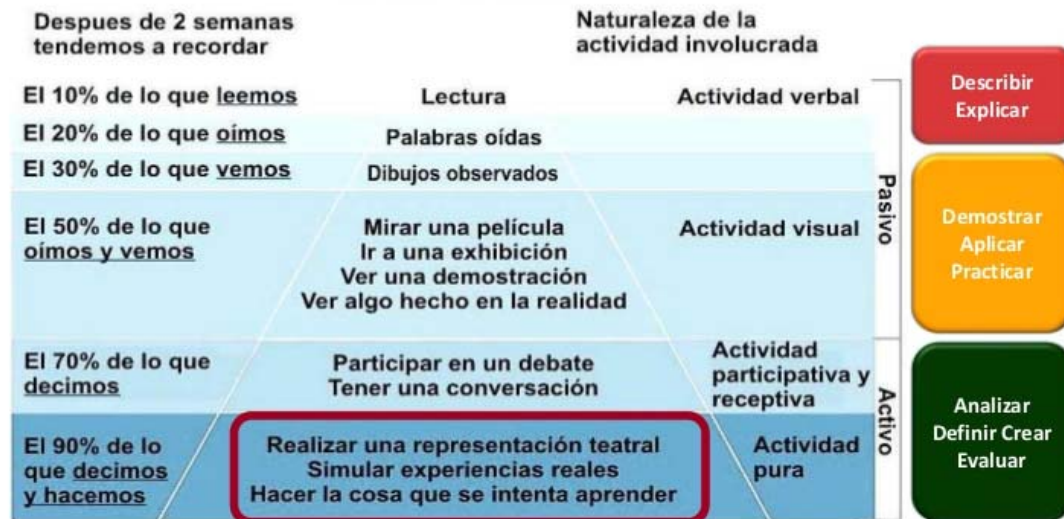 Despues de 2 semanas
tendemos a recordar
Naturaleza de la
actividad involucrada
El 10% de lo que leemos
Lectura
Actividad verbal
El 20% de lo que oímos
Palabras oídas
El 30% de lo que vemos
Dibujos observados
El 50% de lo que
oímos y vemos
Mirar una película
Ir a una exhibición
Ver una demostración
Ver algo hecho en la realidad
Actividad visual
Pasivo
El 70% de lo que
decimos
Participar en un debate
Tener una conversación
Actividad
participativa y
receptiva
El 90% de lo
que decimos
y hacemos
Realizar una representación teatral
Simular experiencias reales
Hacer la cosa que se intenta aprender
Actividad
pura
Activo
Describir
Explicar
Demostrar
Aplicar
Practicar
Analizar
Definir Crear
Evaluar